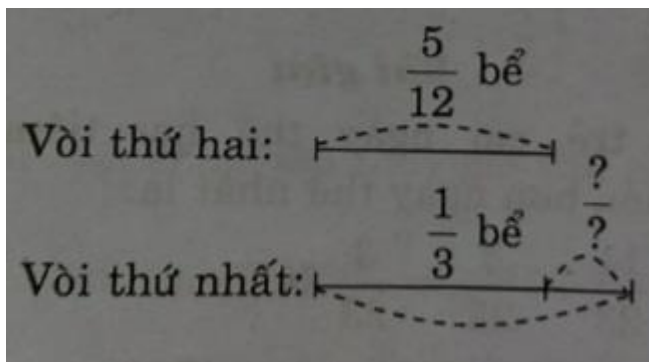 5/12 bể
Vòi thứ hai:
?/?
1/3 bể
Vòi thứ nhất: